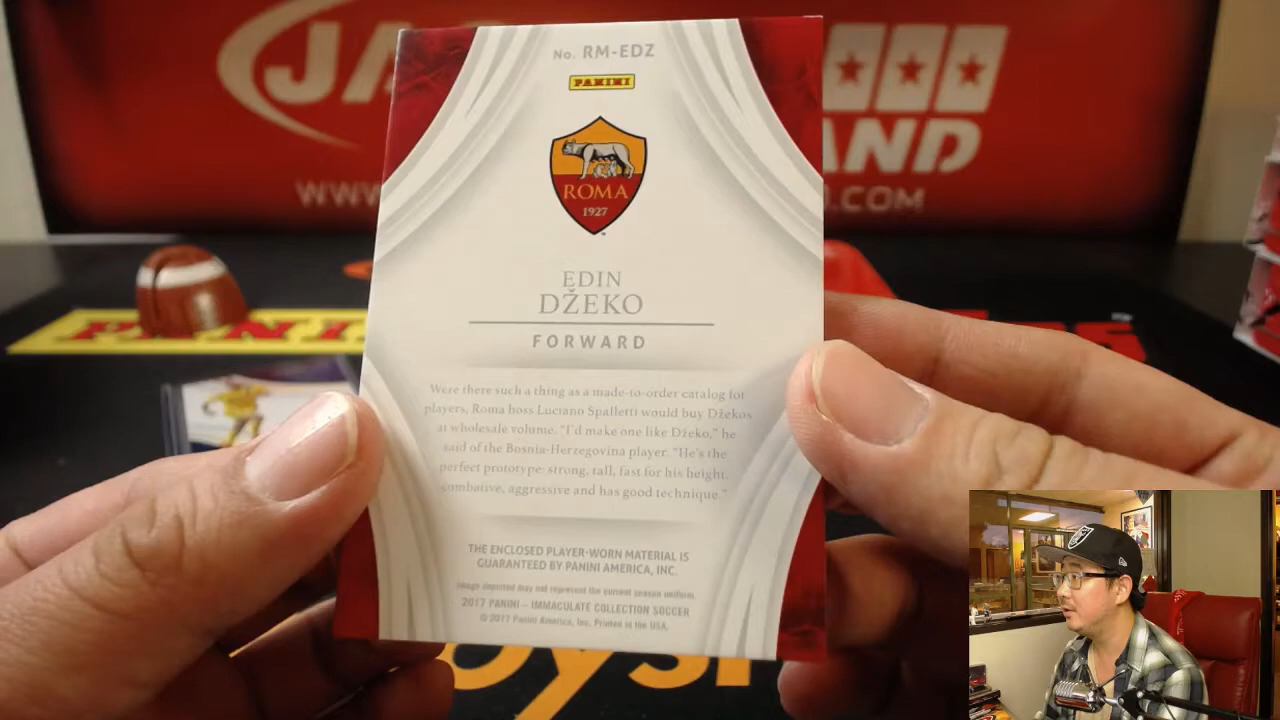 No. RM-EDZ
PANINI
ROMA
1927
EDIN
DŽEKO
FORWARD
Were there such a thing as a made-to-order catalog for
players, Roma boss Luciano Spalletti would buy Džekos
at wholesale volume. "I'd make one like Džeko," he
said of the Bosnia-Herzegovina player. "He's the
perfect prototype: strong, tall, fast for his height,
combative, aggressive and has good technique."
THE ENCLOSED PLAYER-WORN MATERIAL IS
GUARANTEED BY PANINI AMERICA, INC.
Image depicted may not represent the current season uniform.
2017 PANINI – IMMACULATE COLLECTION SOCCER
© 2017 Panini America, Inc. Printed in the USA.
JA
AND
WWW
.COM
PANINI